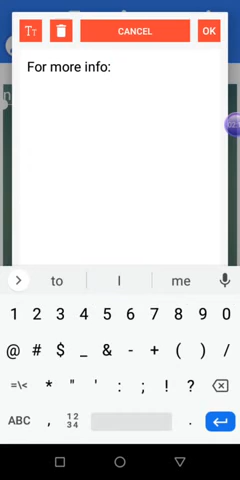 TT CANCEL OK
For more info:
to I me
1 2 3 4 5 6 7 8 9 0
@ # $ _ & - + ( ) /
=\< * " ' : ; ! ?
ABC , 12 34 .